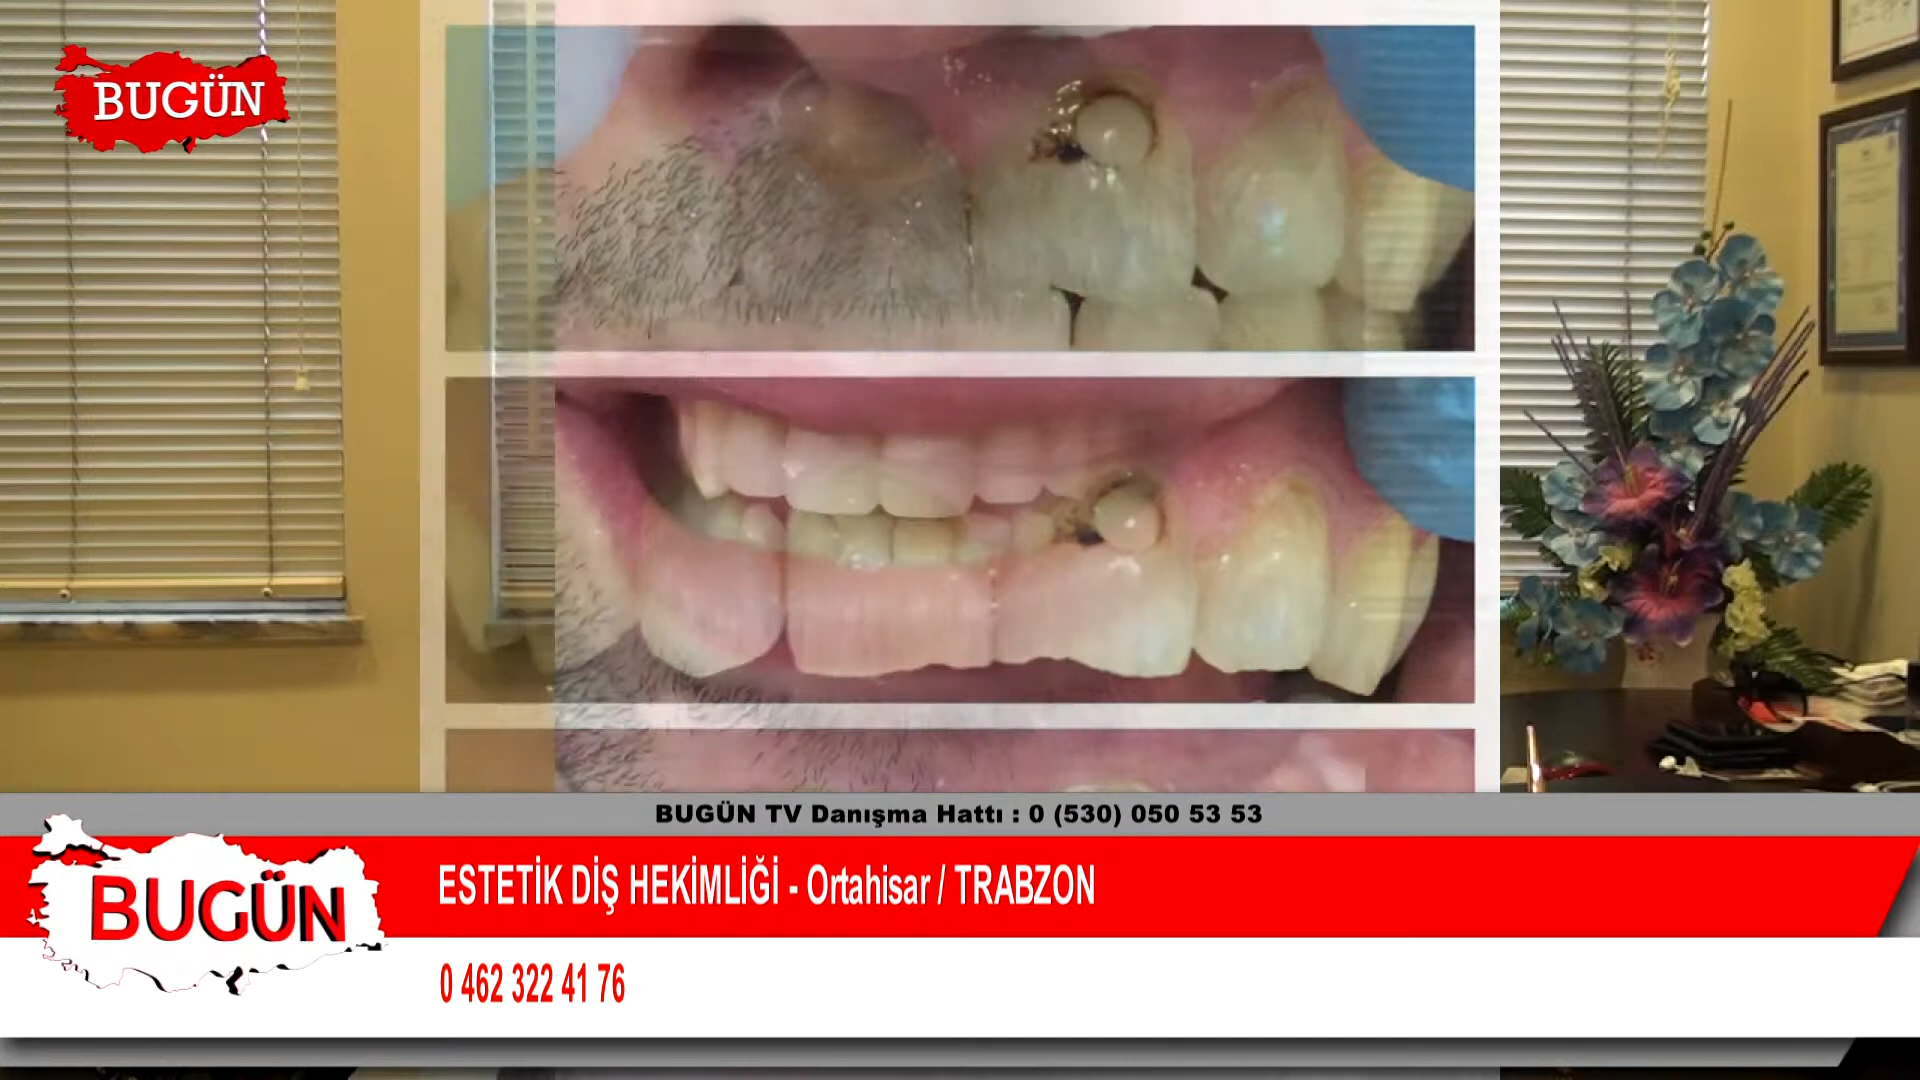 BUGÜN
BUGÜN TV Danışma Hattı : 0 (530) 050 53 53
BUGÜN
ESTETİK DİŞ HEKİMLİĞİ - Ortahisar / TRABZON
0 462 322 41 76